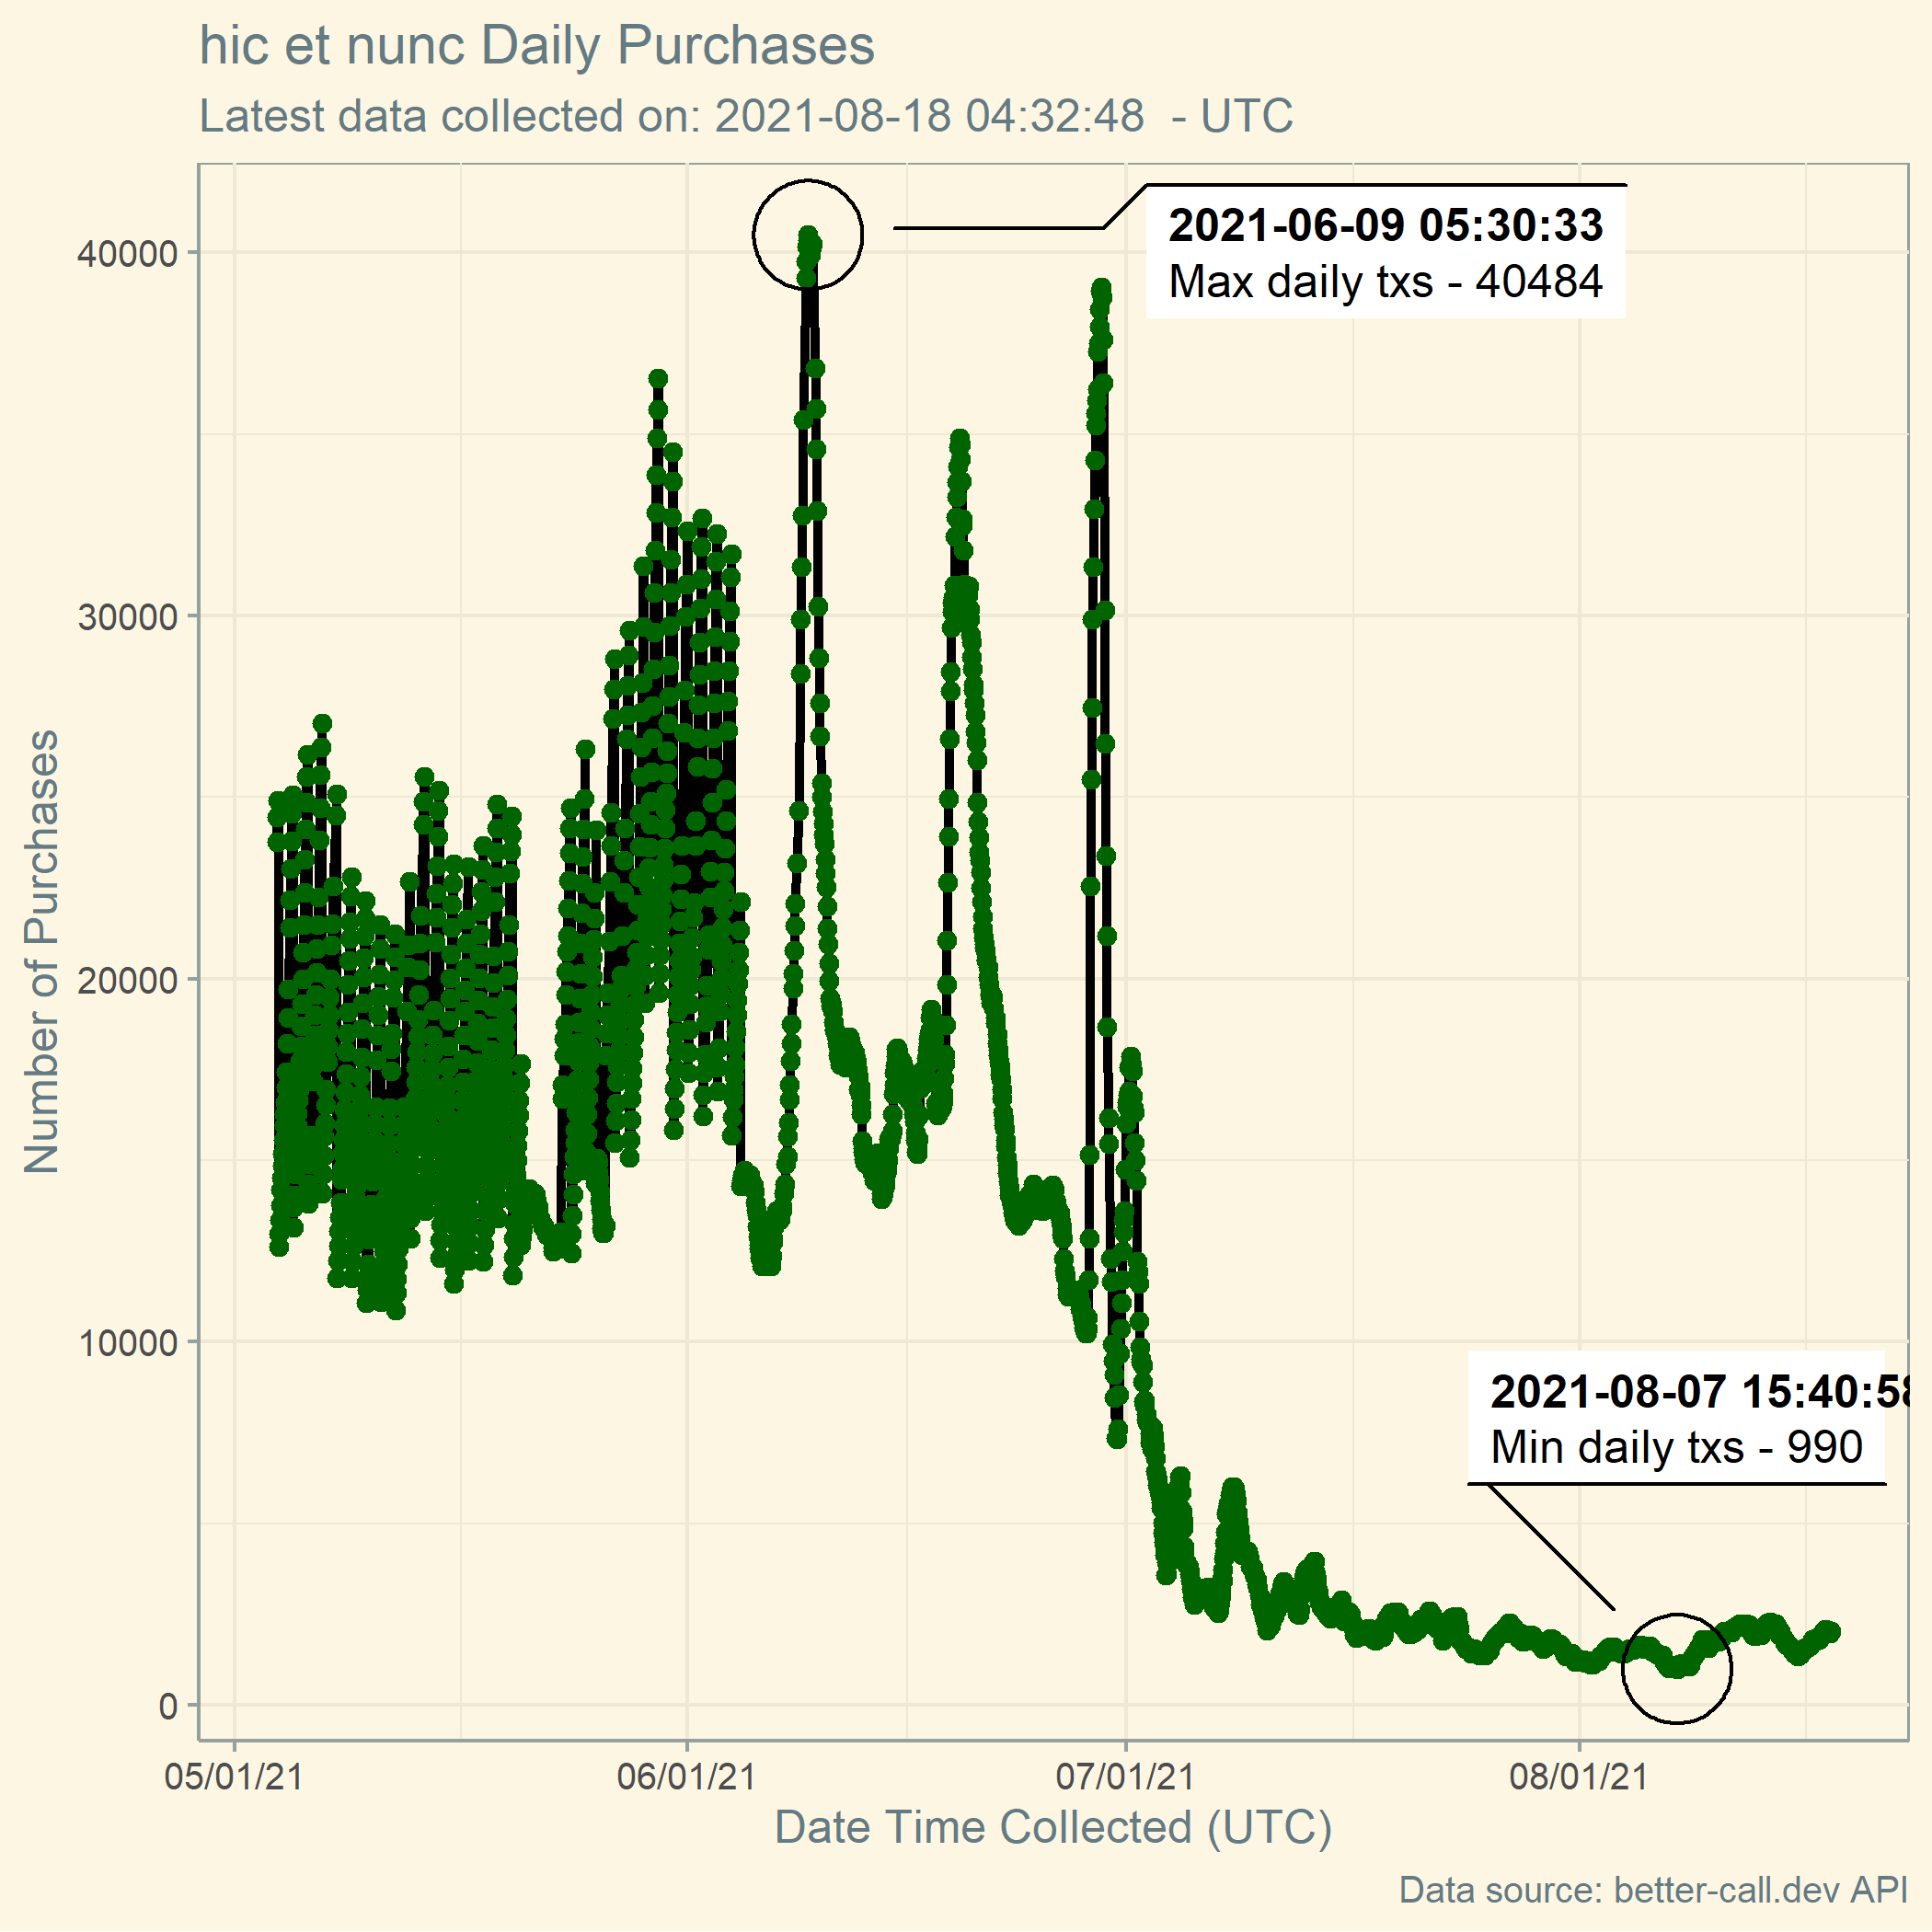 hic et nunc Daily Purchases
Latest data collected on: 2021-08-18 04:32:48 - UTC
2021-06-09 05:30:33
Max daily txs - 40484
40000
30000
20000
10000
0
Number of Purchases
2021-08-07 15:40:58
Min daily txs - 990
05/01/21
06/01/21
07/01/21
08/01/21
Date Time Collected (UTC)
Data source: better-call.dev API